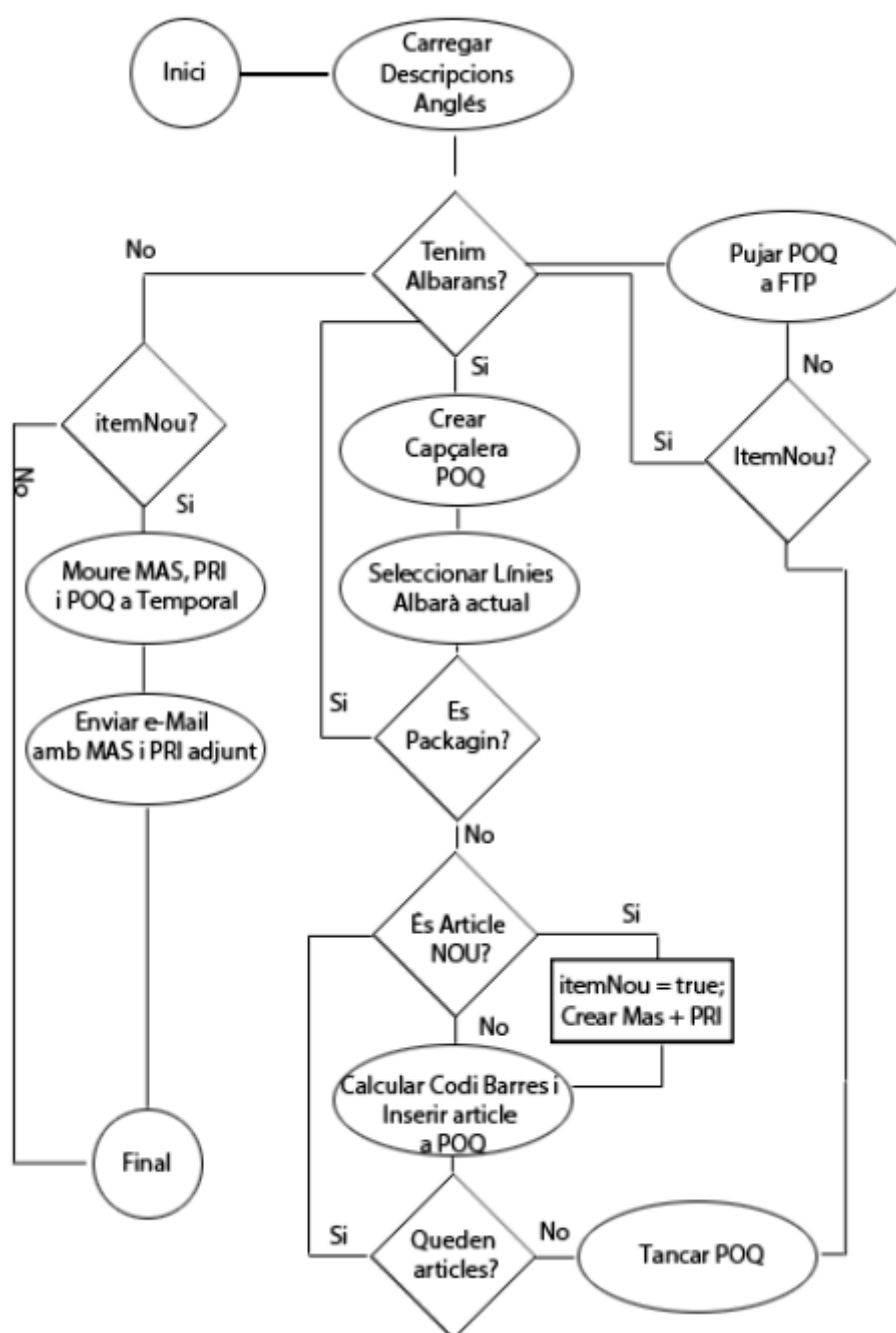 Inici
Carregar
Descripcions
Anglés
No
Tenim
Albarans?
Pujar POQ
a FTP
Si
No
itemNou?
Crear
Capçalera
POQ
Si
ItemNou?
No
Si
Moure MAS, PRI
i POQ a Temporal
Seleccionar Línies
Albarà actual
Enviar e-Mail
amb MAS i PRI adjunt
Si
Es
Packagin?
No
És Article
NOU?
Si
itemNou = true;
Crear Mas + PRI
No
Calcular Codi Barres i
Inserir article
a POQ
Final
Si
Queden
articles?
No
Tancar POQ